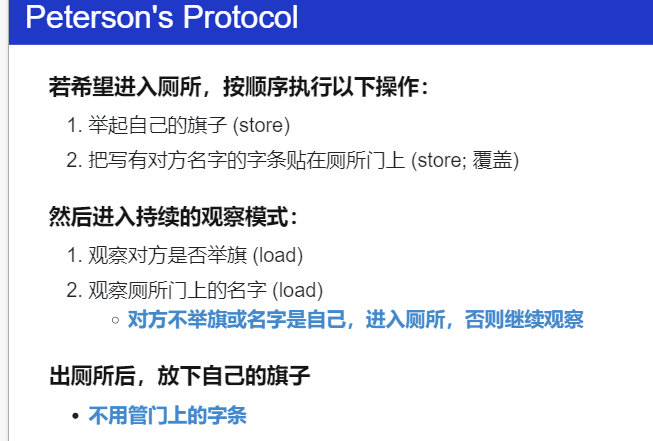 Peterson's Protocol
若希望进入厕所，按顺序执行以下操作：
1. 举起自己的旗子 (store)
2. 把写有对方名字的字条贴在厕所门上 (store; 覆盖)
然后进入持续的观察模式：
1. 观察对方是否举旗 (load)
2. 观察厕所门上的名字 (load)
○ 对方不举旗或名字是自己，进入厕所，否则继续观察
出厕所后，放下自己的旗子
• 不用管门上的字条